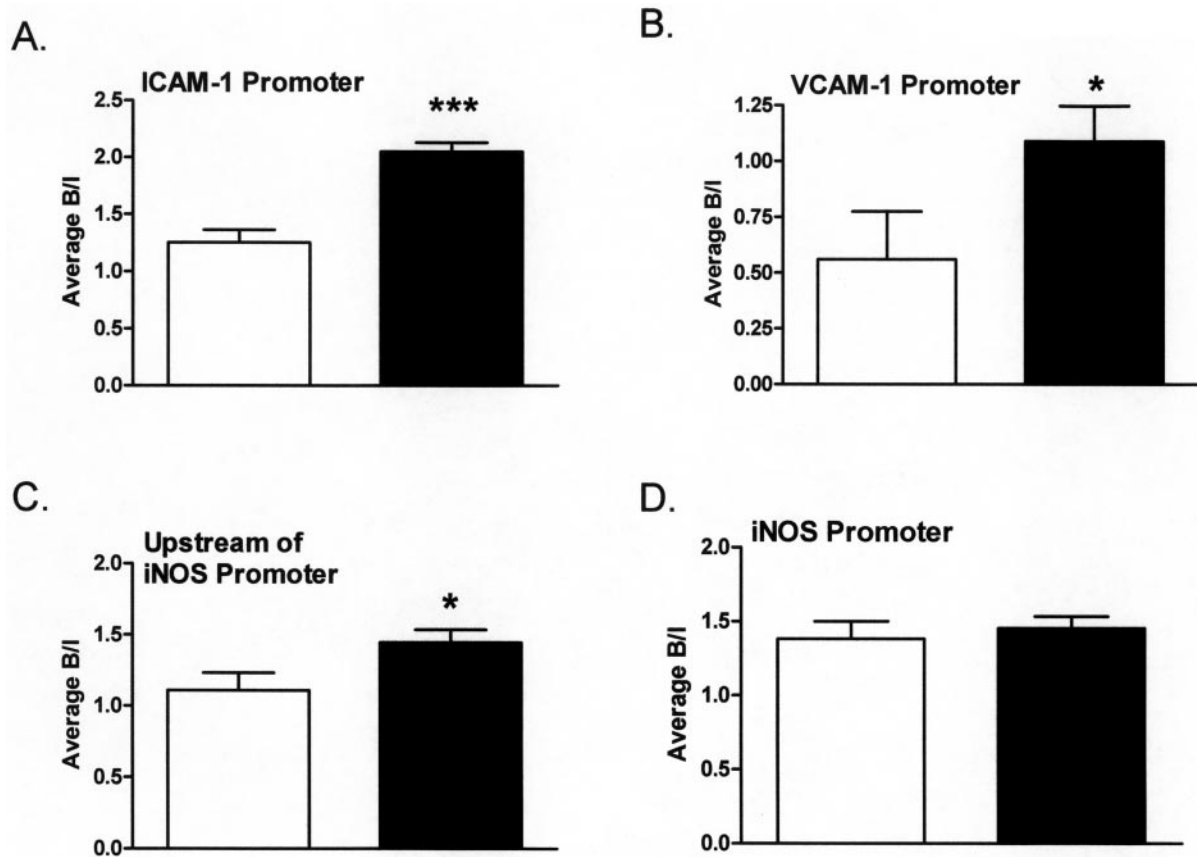 A.
ICAM-1 Promoter
***
Average B/I
2.5
2.0
1.5
1.0
0.5
0.0
B.
VCAM-1 Promoter
*
Average B/I
1.25
1.00
0.75
0.50
0.25
0.00
C.
Upstream of
iNOS Promoter
*
Average B/I
2.0
1.5
1.0
0.5
0.0
D.
iNOS Promoter
Average B/I
2.0
1.5
1.0
0.5
0.0